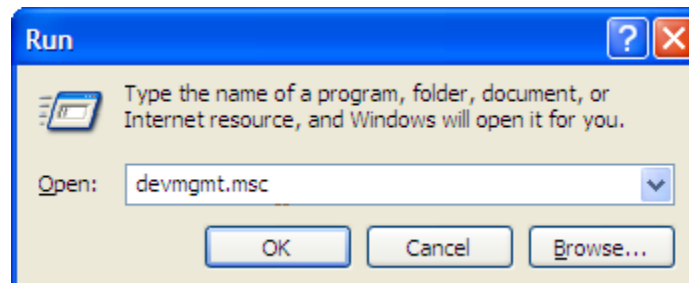 Run
Type the name of a program, folder, document, or
Internet resource, and Windows will open it for you.
Open: devmgmt.msc
OK Cancel Browse...